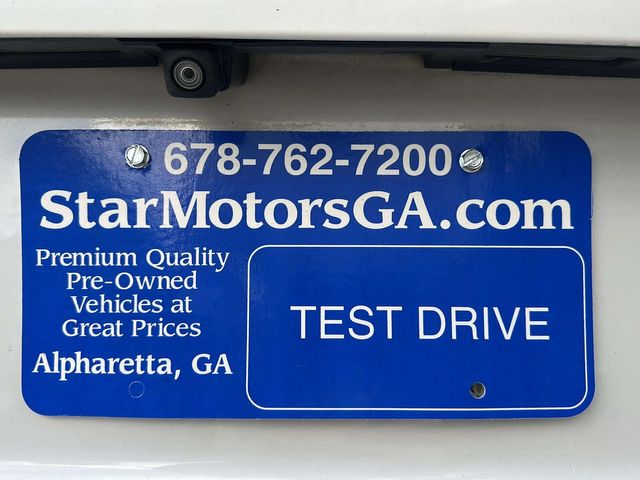 678-762-7200
StarMotorsGA.com
Premium Quality
Pre-Owned
Vehicles at
Great Prices
Alpharetta, GA
TEST DRIVE